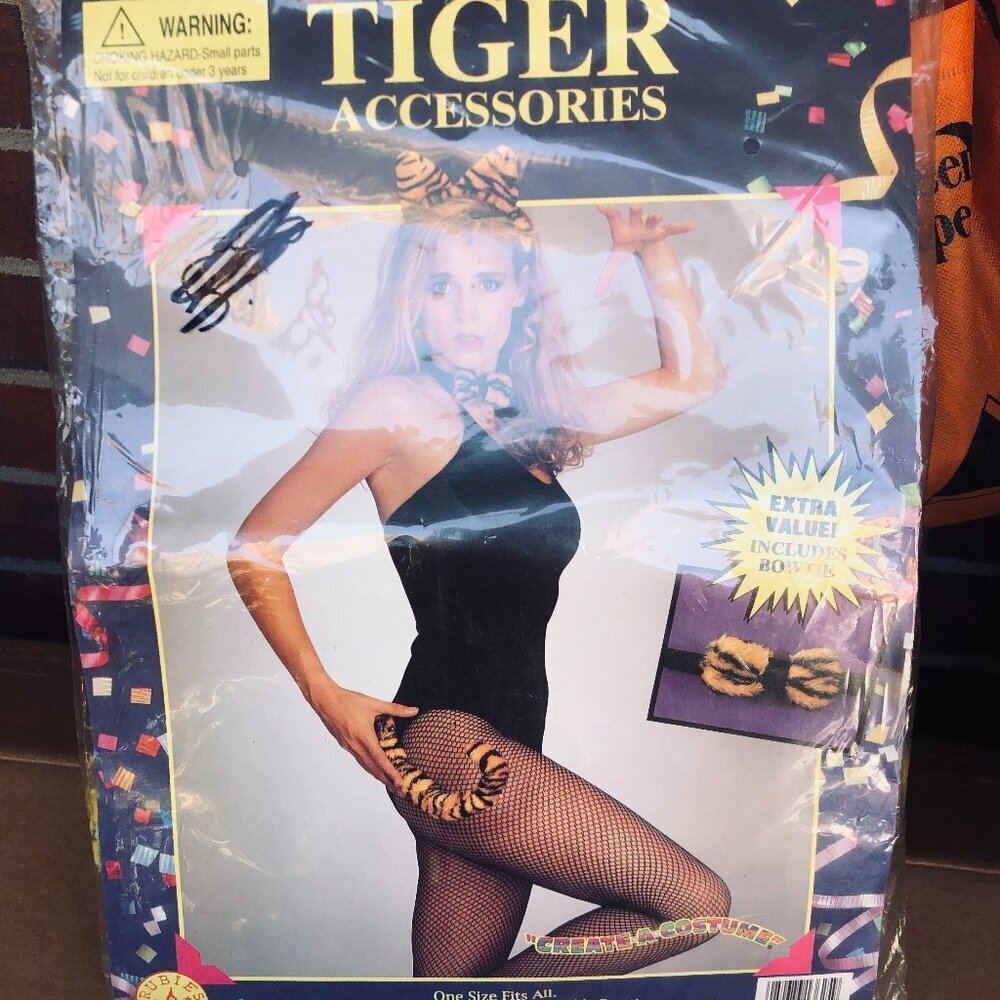 WARNING:
CHOKING HAZARD-Small parts
Not for children under 3 years
TIGER
ACCESSORIES
EXTRA
VALUE!
INCLUDES
BOWTIE
"CREATE-A-COSTUME!"
RUBIES
One Size Fits All.